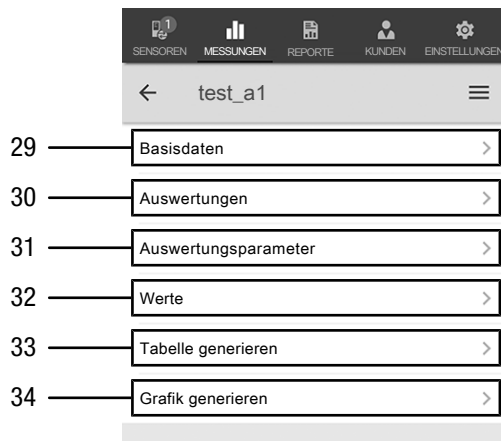 1
SENSOREN MESSUNGEN REPORTE KUNDEN EINSTELLUNGEN
test_a1
29 Basisdaten
30 Auswertungen
31 Auswertungsparameter
32 Werte
33 Tabelle generieren
34 Grafik generieren